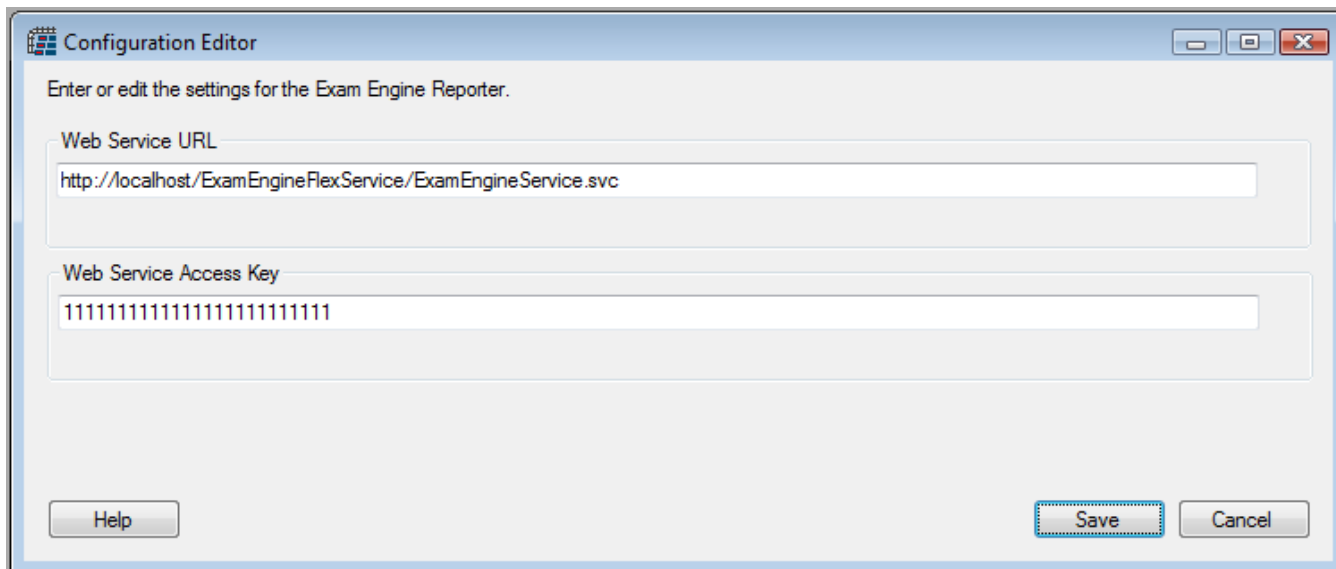 Configuration Editor
Enter or edit the settings for the Exam Engine Reporter.
Web Service URL
http://localhost/ExamEngineFlexService/ExamEngineService.svc
Web Service Access Key
1111111111111111111111111
Help
Save
Cancel